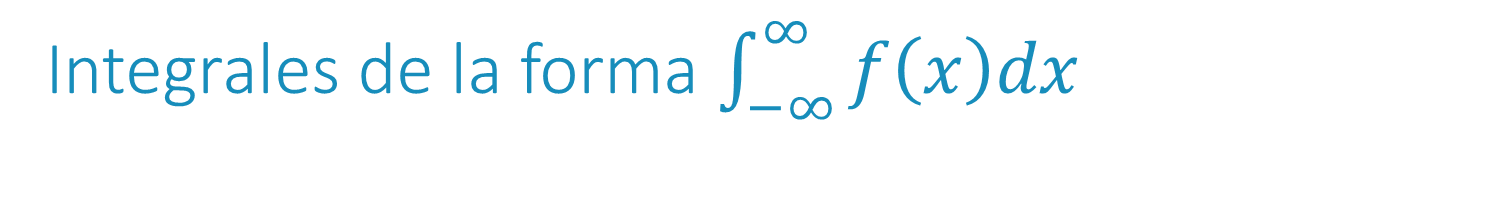 Integrales de la forma ∫_{−∞}^{∞} f(x)dx